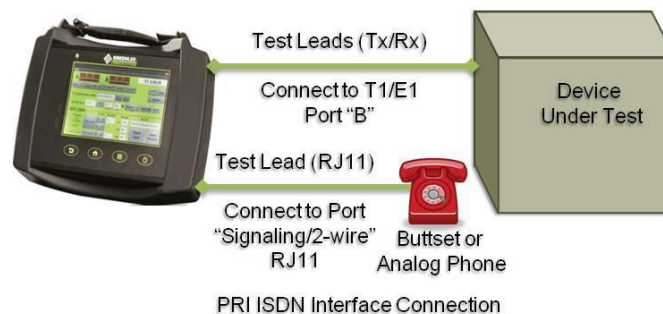 Test Leads (Tx/Rx)
Connect to T1/E1
Port “B”
Device
Under Test
Test Lead (RJ11)
Connect to Port
“Signaling/2-wire”
RJ11
Buttset or
Analog Phone
PRI ISDN Interface Connection